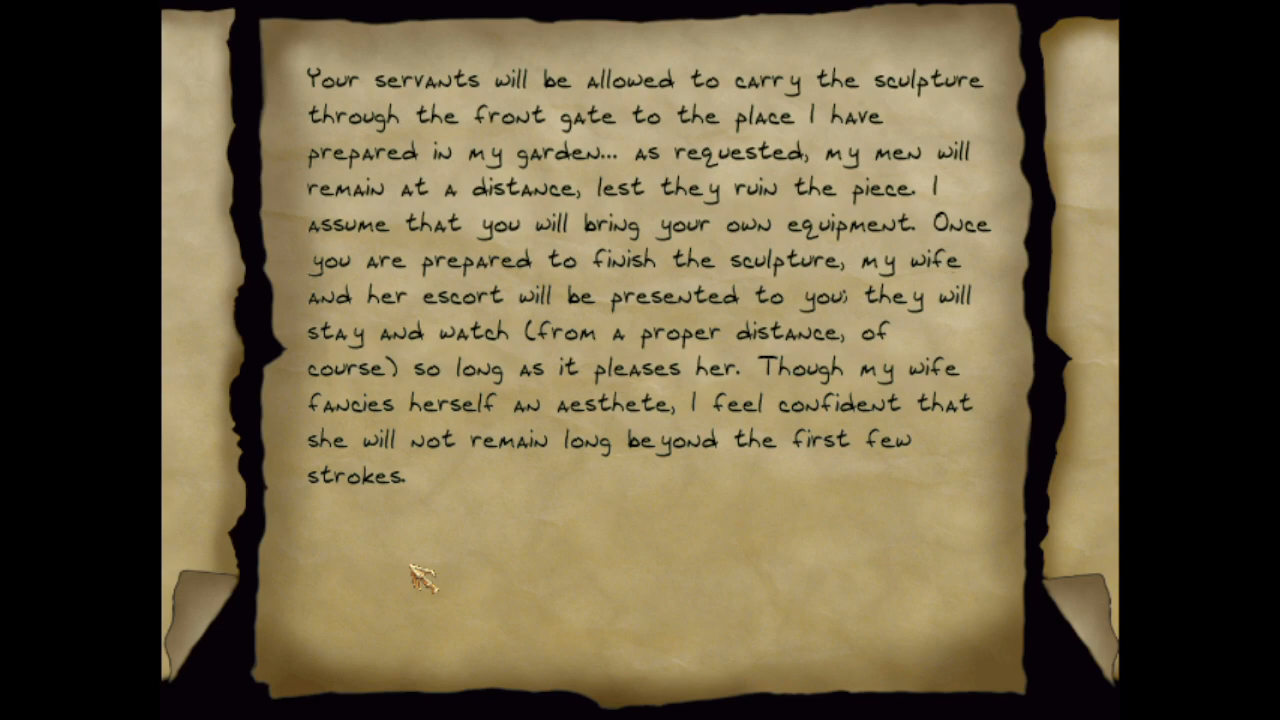 Your servants will be allowed to carry the sculpture
through the front gate to the place I have
prepared in my garden... as requested, my men will
remain at a distance, lest they ruin the piece. I
assume that you will bring your own equipment. Once
you are prepared to finish the sculpture, my wife
and her escort will be presented to you; they will
stay and watch (from a proper distance, of
course) so long as it pleases her. Though my wife
fancies herself an aesthete, I feel confident that
she will not remain long beyond the first few
strokes.